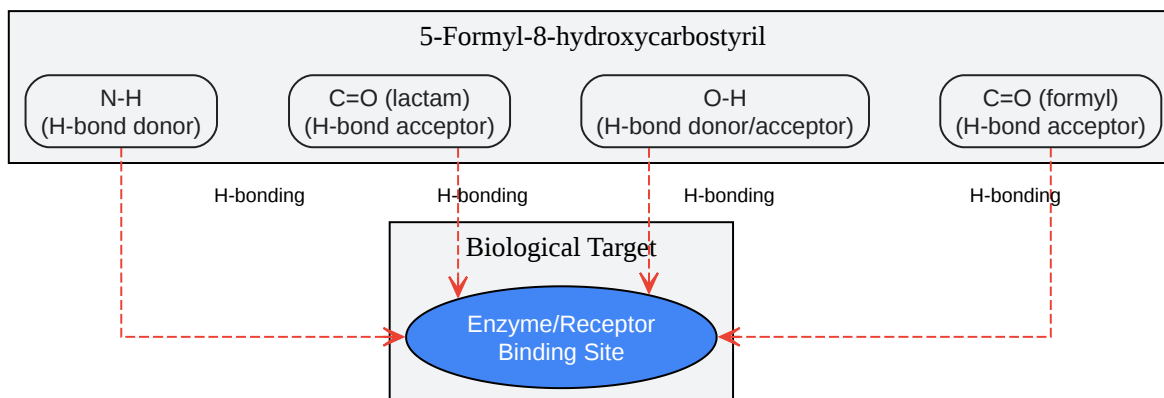 5-Formyl-8-hydroxycarbostyril
N-H
(H-bond donor)
C=O (lactam)
(H-bond acceptor)
O-H
(H-bond donor/acceptor)
C=O (formyl)
(H-bond acceptor)
H-bonding
H-bonding
H-bonding
H-bonding
Biological Target
Enzyme/Receptor
Binding Site